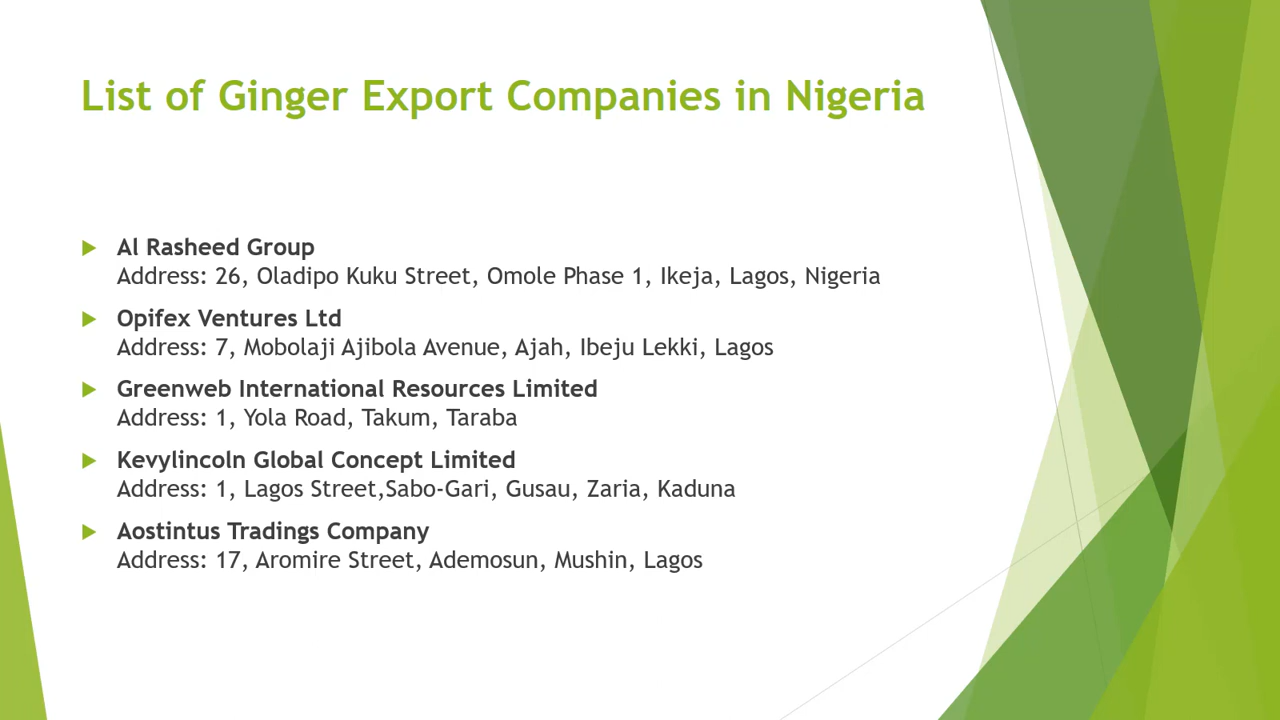 List of Ginger Export Companies in Nigeria
Al Rasheed Group
Address: 26, Oladipo Kuku Street, Omole Phase 1, Ikeja, Lagos, Nigeria
Opifex Ventures Ltd
Address: 7, Mobolaji Ajibola Avenue, Ajah, Ibeju Lekki, Lagos
Greenweb International Resources Limited
Address: 1, Yola Road, Takum, Taraba
Kevylincoln Global Concept Limited
Address: 1, Lagos Street,Sabo-Gari, Gusau, Zaria, Kaduna
Aostintus Tradings Company
Address: 17, Aromire Street, Ademosun, Mushin, Lagos